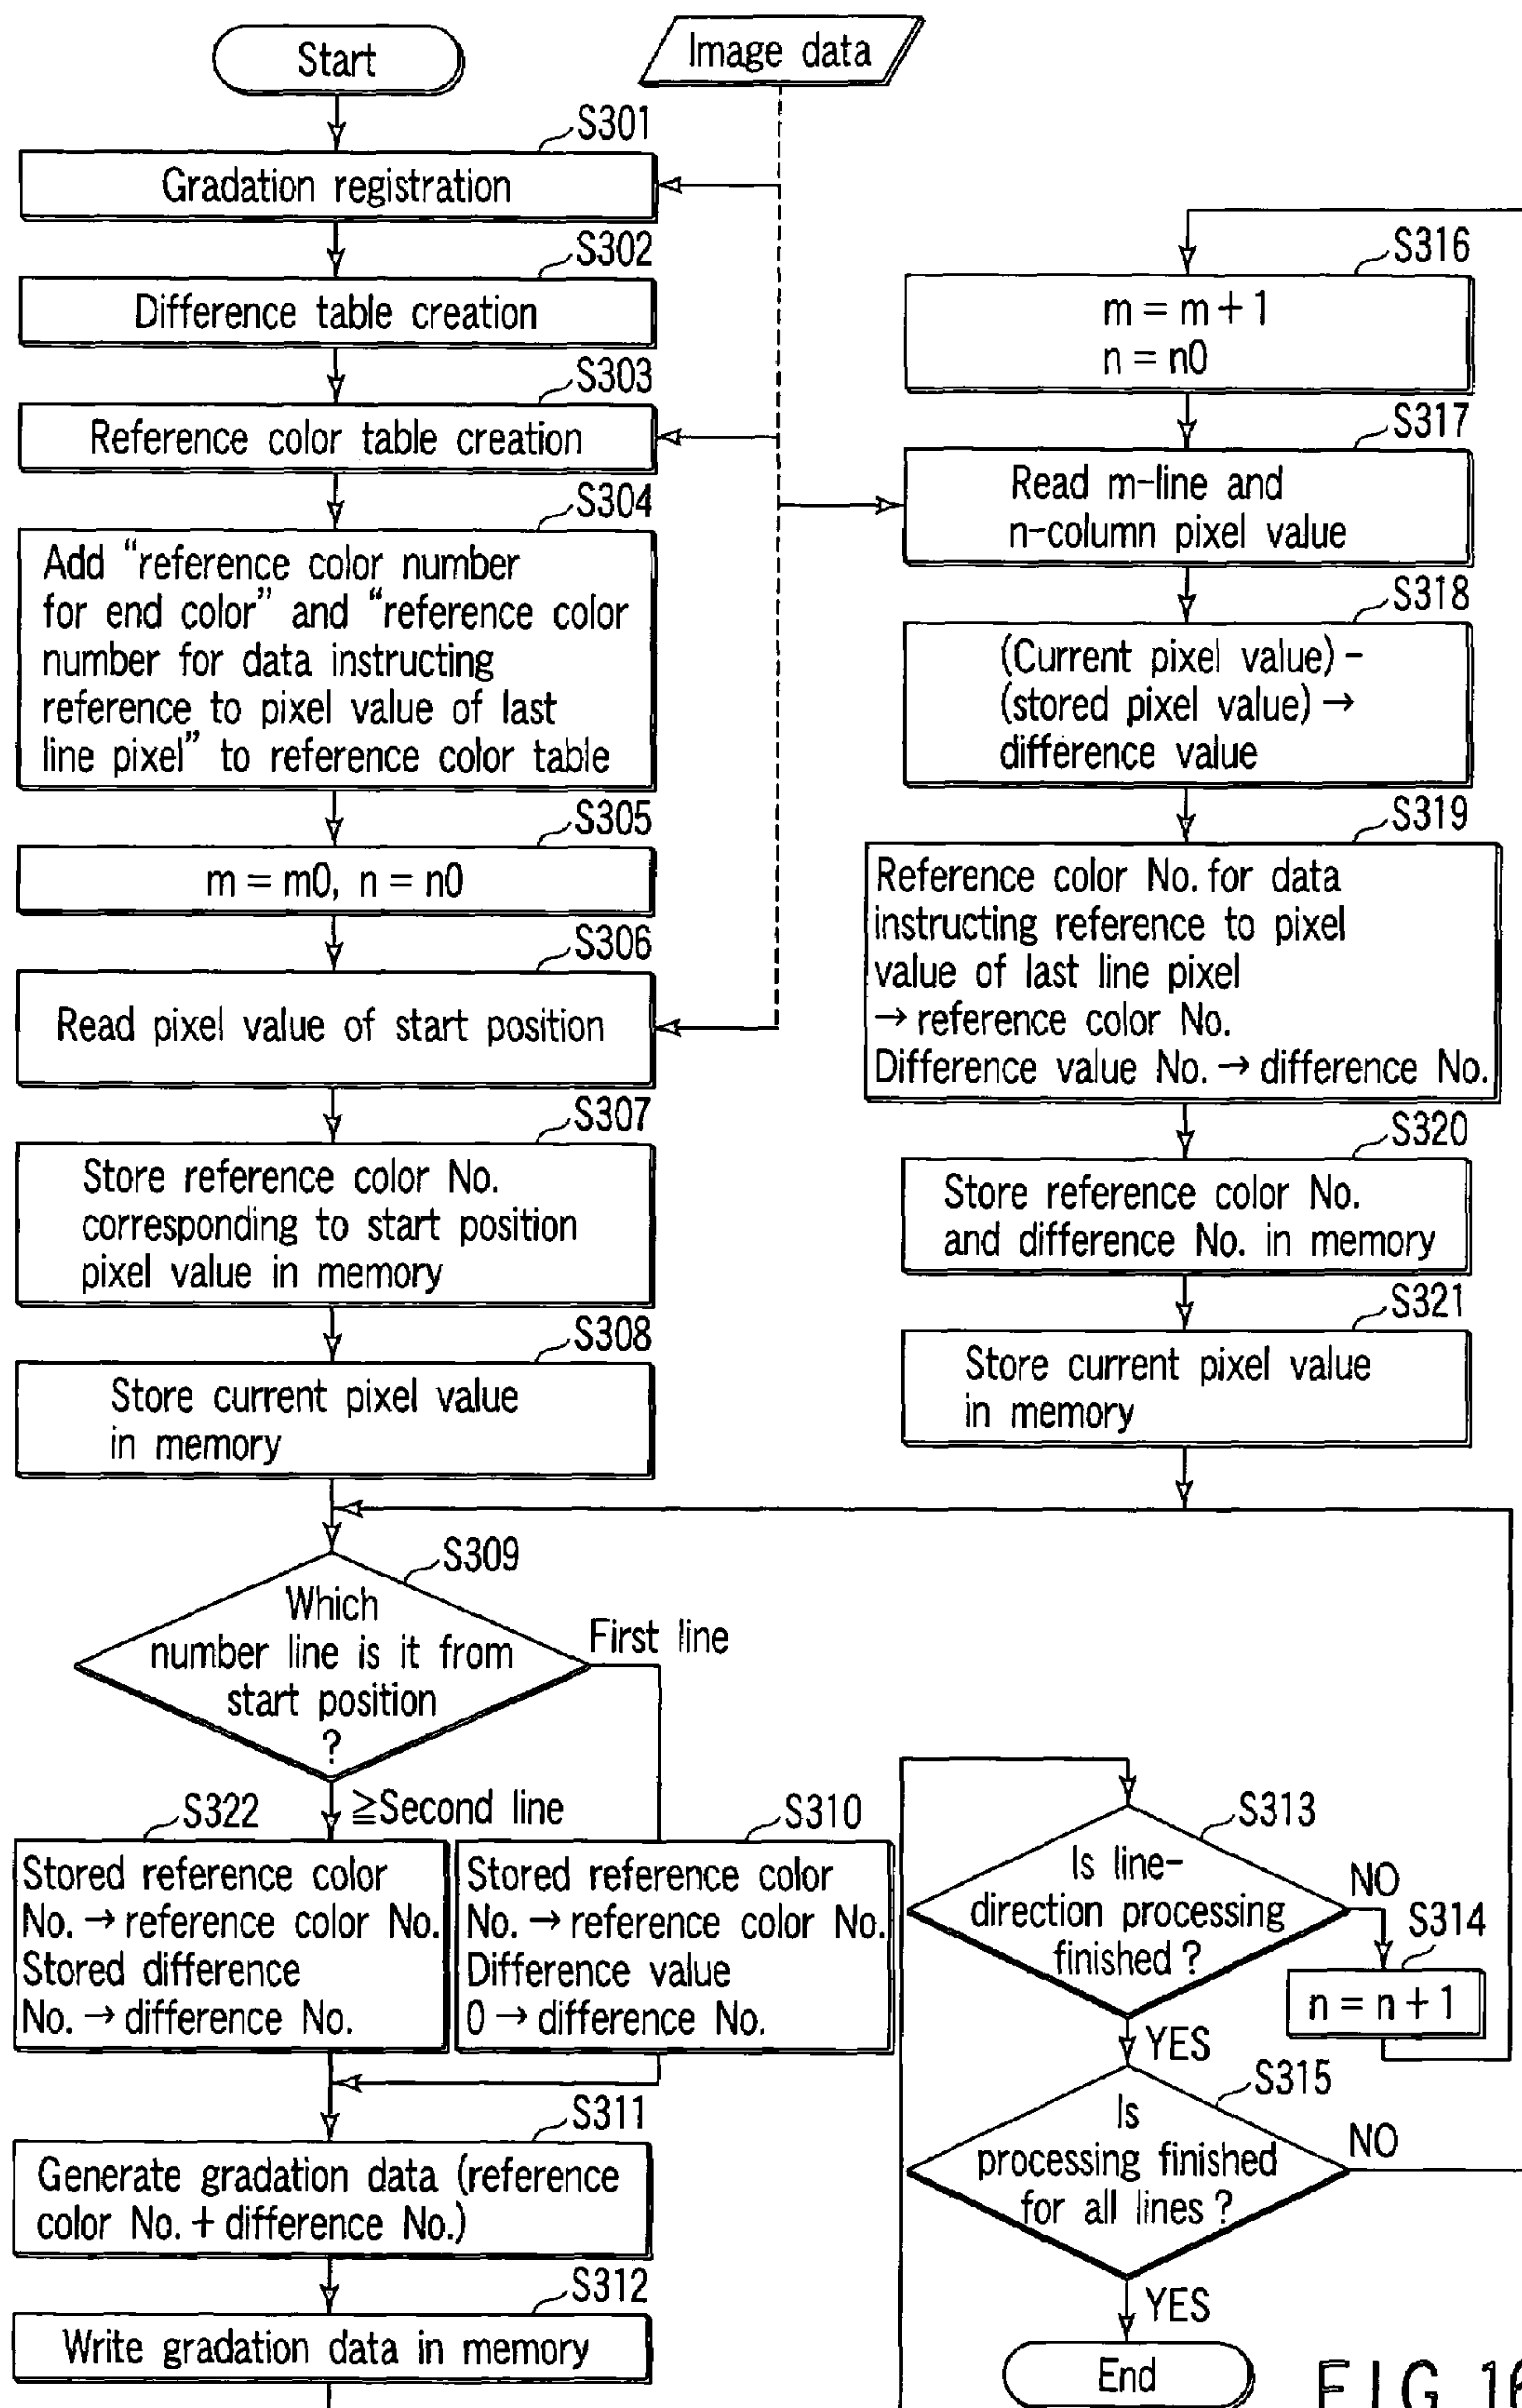 Start
Image data
S301
Gradation registration
S302
Difference table creation
S303
Reference color table creation
S304
Add “reference color number
for end color” and “reference color
number for data instructing
reference to pixel value of last
line pixel” to reference color table
S305
m = m0, n = n0
S306
Read pixel value of start position
S307
Store reference color No.
corresponding to start position
pixel value in memory
S308
Store current pixel value
in memory
S309
Which
number line is it from
start position
?
First line
≧Second line
S322
Stored reference color
No. → reference color No.
Stored difference
No. → difference No.
S310
Stored reference color
No. → reference color No.
Difference value
0 → difference No.
S311
Generate gradation data (reference
color No. + difference No.)
S312
Write gradation data in memory
S316
m = m + 1
n = n0
S317
Read m-line and
n-column pixel value
S318
(Current pixel value) -
(stored pixel value) →
difference value
S319
Reference color No. for data
instructing reference to pixel
value of last line pixel
→ reference color No.
Difference value No. → difference No.
S320
Store reference color No.
and difference No. in memory
S321
Store current pixel value
in memory
S313
Is line-
direction processing
finished ?
NO
S314
n = n + 1
YES
S315
Is
processing finished
for all lines ?
NO
YES
End
FIG. 16